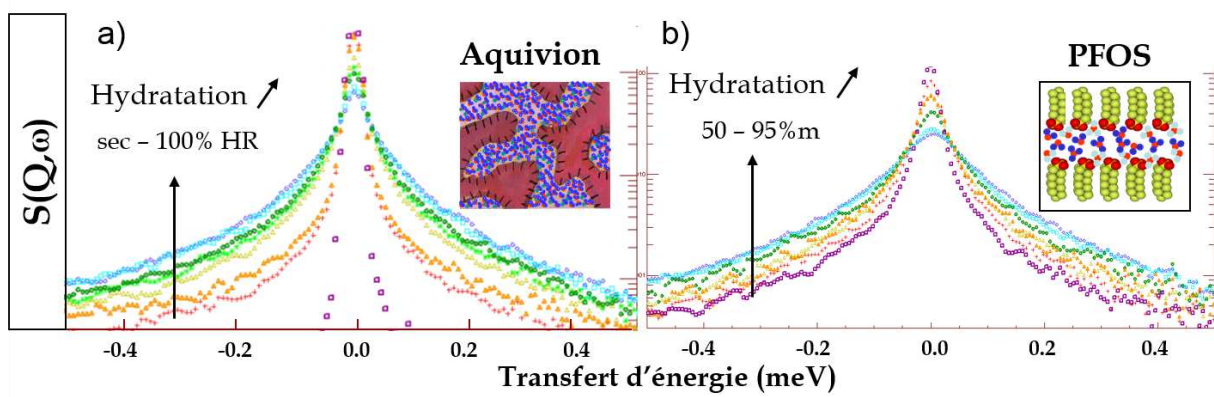 a)
Aquivion
Hydratation
sec – 100% HR
b)
PFOS
Hydratation
50 – 95%m
S(Q,ω)
-0.4
-0.2
0.0
0.2
0.4
-0.4
-0.2
0.0
0.2
0.4
Transfert d'énergie (meV)